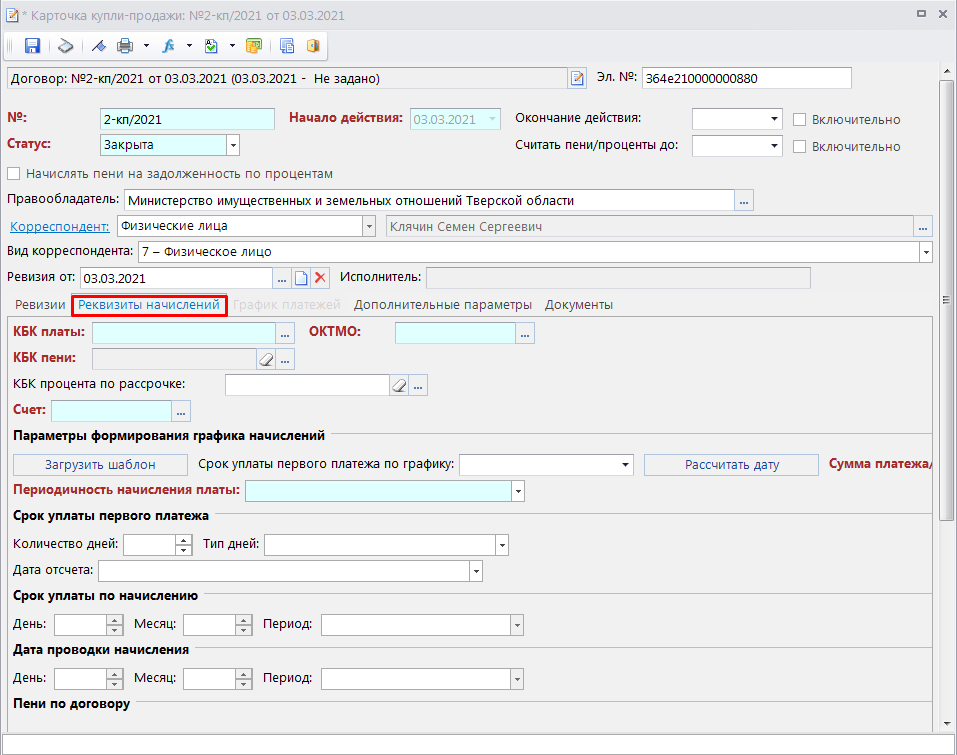 * Карточка купли-продажи: №2-кп/2021 от 03.03.2021
Договор: №2-кп/2021 от 03.03.2021 (03.03.2021 - Не задано) Эл. №: 364e210000000880
№: 2-кп/2021 Начало действия: 03.03.2021 Окончание действия: Включительно
Статус: Закрыта Считать пени/проценты до: Включительно
Начислять пени на задолженность по процентам
Правообладатель: Министерство имущественных и земельных отношений Тверской области ...
Корреспондент: Физические лица Клячин Семен Сергеевич ...
Вид корреспондента: 7 – Физическое лицо
Ревизия от: 03.03.2021 ... Исполнитель:
Ревизии Реквизиты начислений График платежей Дополнительные параметры Документы
КБК платы: ... ОКТМО: ...
КБК пени: ...
КБК процента по рассрочке: ...
Счет: ...
Параметры формирования графика начислений
Загрузить шаблон Срок уплаты первого платежа по графику: Рассчитать дату Сумма платежа/
Периодичность начисления платы:
Срок уплаты первого платежа
Количество дней: Тип дней:
Дата отсчета:
Срок уплаты по начислению
День: Месяц: Период:
Дата проводки начисления
День: Месяц: Период:
Пени по договору